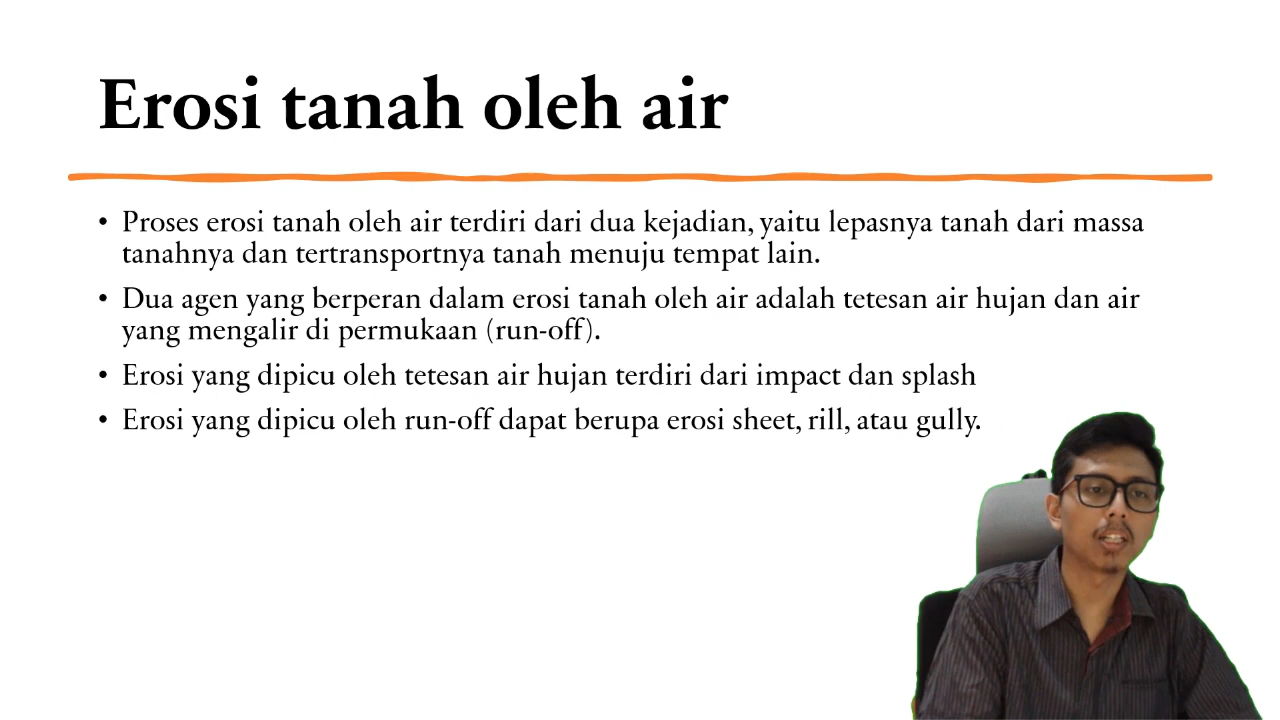 Erosi tanah oleh air
• Proses erosi tanah oleh air terdiri dari dua kejadian, yaitu lepasnya tanah dari massa
tanahnya dan tertransportnya tanah menuju tempat lain.
• Dua agen yang berperan dalam erosi tanah oleh air adalah tetesan air hujan dan air
yang mengalir di permukaan (run-off).
• Erosi yang dipicu oleh tetesan air hujan terdiri dari impact dan splash
• Erosi yang dipicu oleh run-off dapat berupa erosi sheet, rill, atau gully.